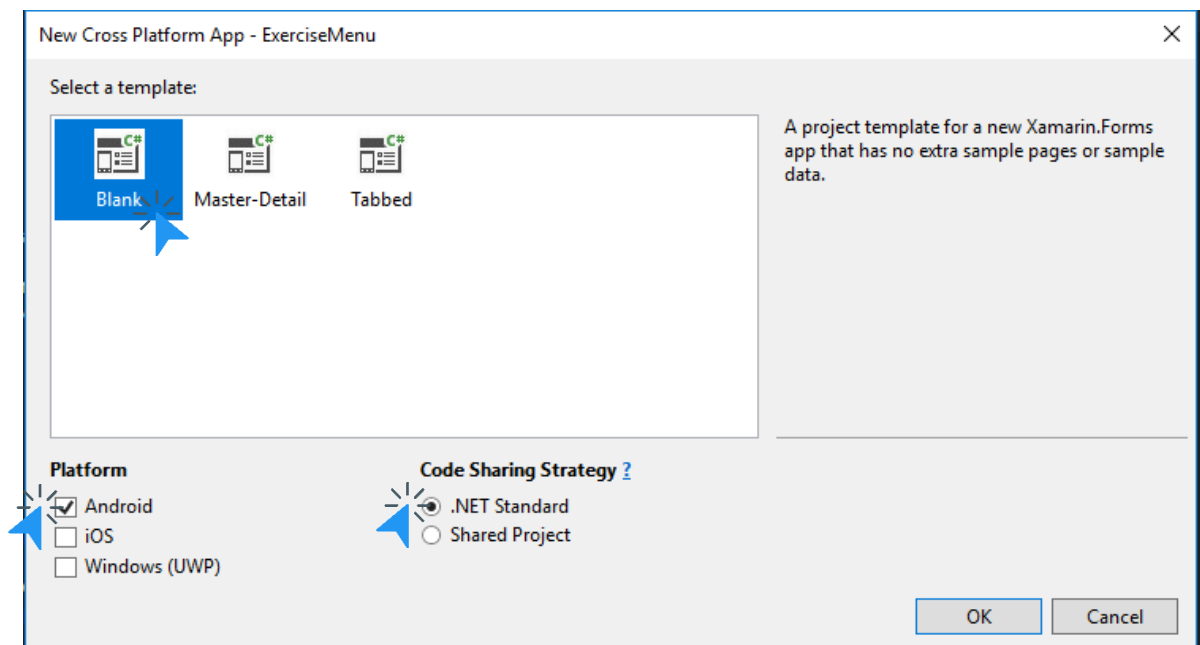 New Cross Platform App - ExerciseMenu
Select a template:
C# C# C#
Blank Master-Detail Tabbed
A project template for a new Xamarin.Forms
app that has no extra sample pages or sample
data.
Platform
Android
iOS
Windows (UWP)
Code Sharing Strategy ?
.NET Standard
Shared Project
OK Cancel